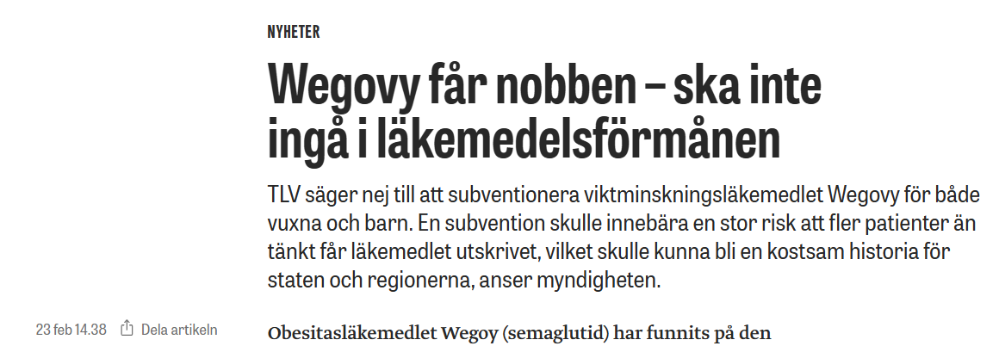 NYHETER
Wegovy får nobben – ska inte
ingå i läkemedelsförmånen
TLV säger nej till att subventionera viktminskningsläkemedlet Wegovy för både
vuxna och barn. En subvention skulle innebära en stor risk att fler patienter än
tänkt får läkemedlet utskrivet, vilket skulle kunna bli en kostsam historia för
staten och regionerna, anser myndigheten.
23 feb 14.38 Dela artikeln
Obesitasläkemedlet Wegoy (semaglutid) har funnits på den